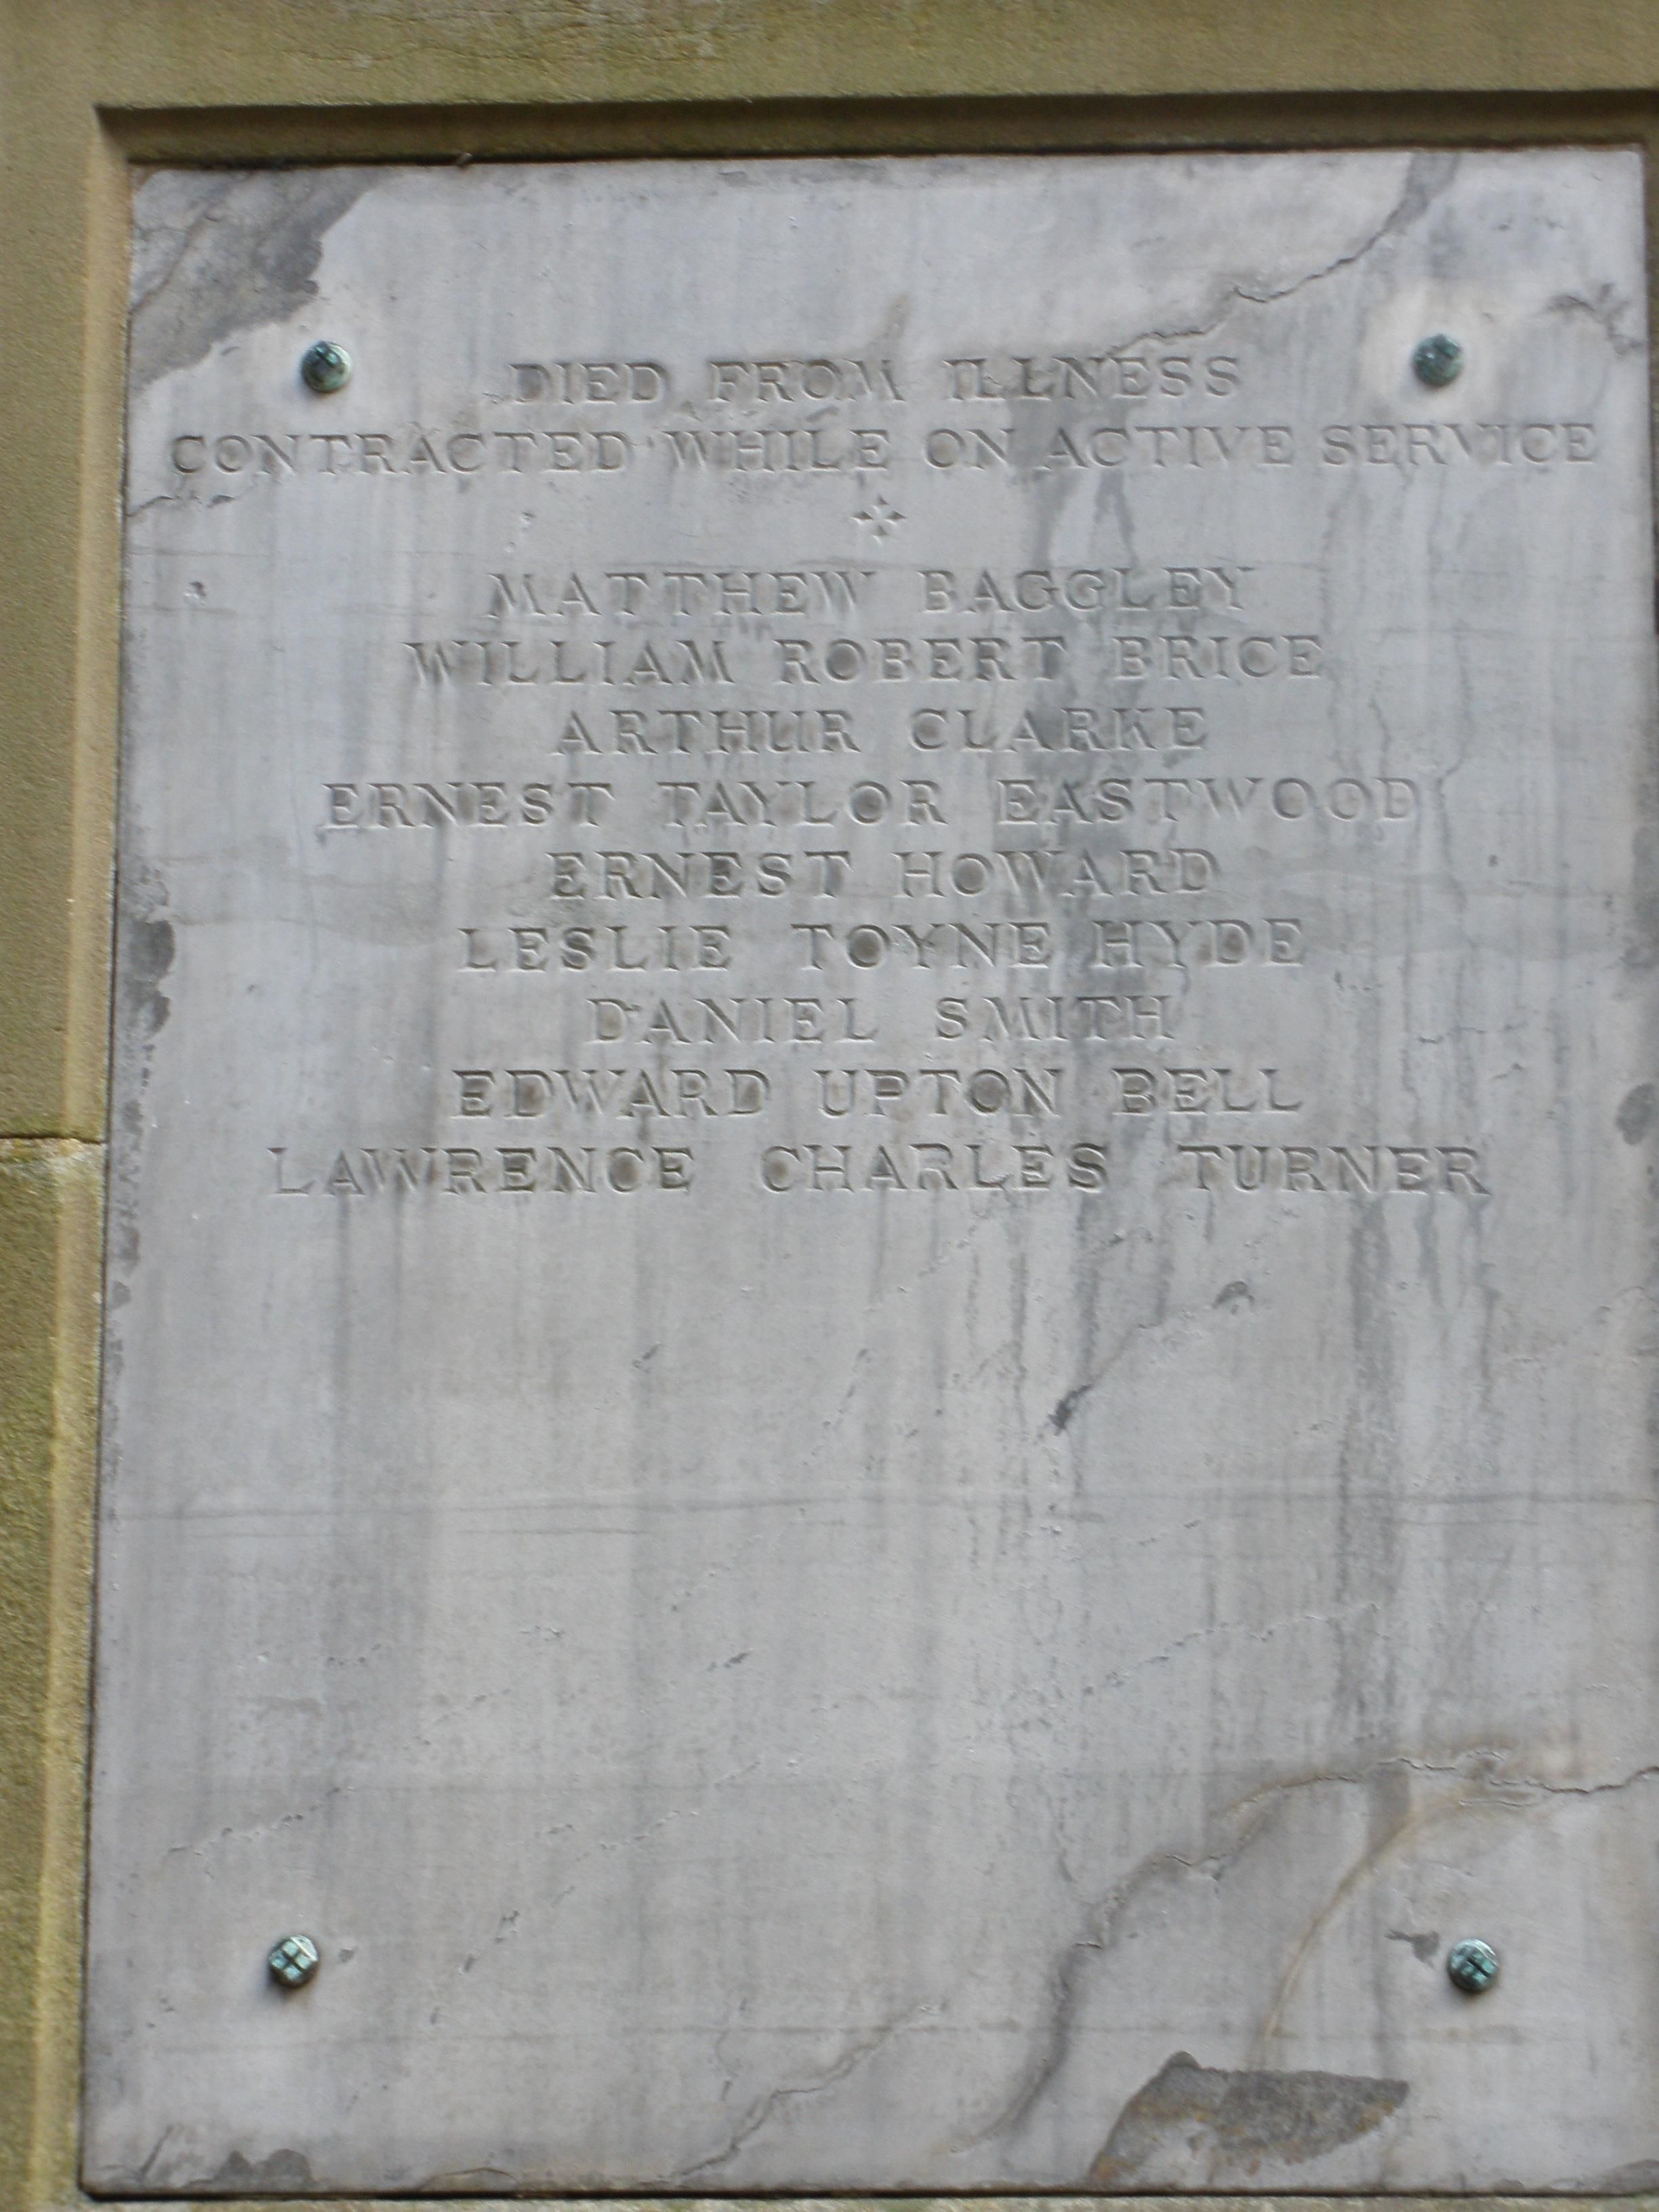 DIED FROM ILLNESS
CONTRACTED WHILE ON ACTIVE SERVICE
MATTHEW BAGGLEY
WILLIAM ROBERT BRICE
ARTHUR CLARKE
ERNEST TAYLOR EASTWOOD
ERNEST HOWARD
LESLIE TOYNE HYDE
DANIEL SMITH
EDWARD UPTON BELL
LAWRENCE CHARLES TURNER